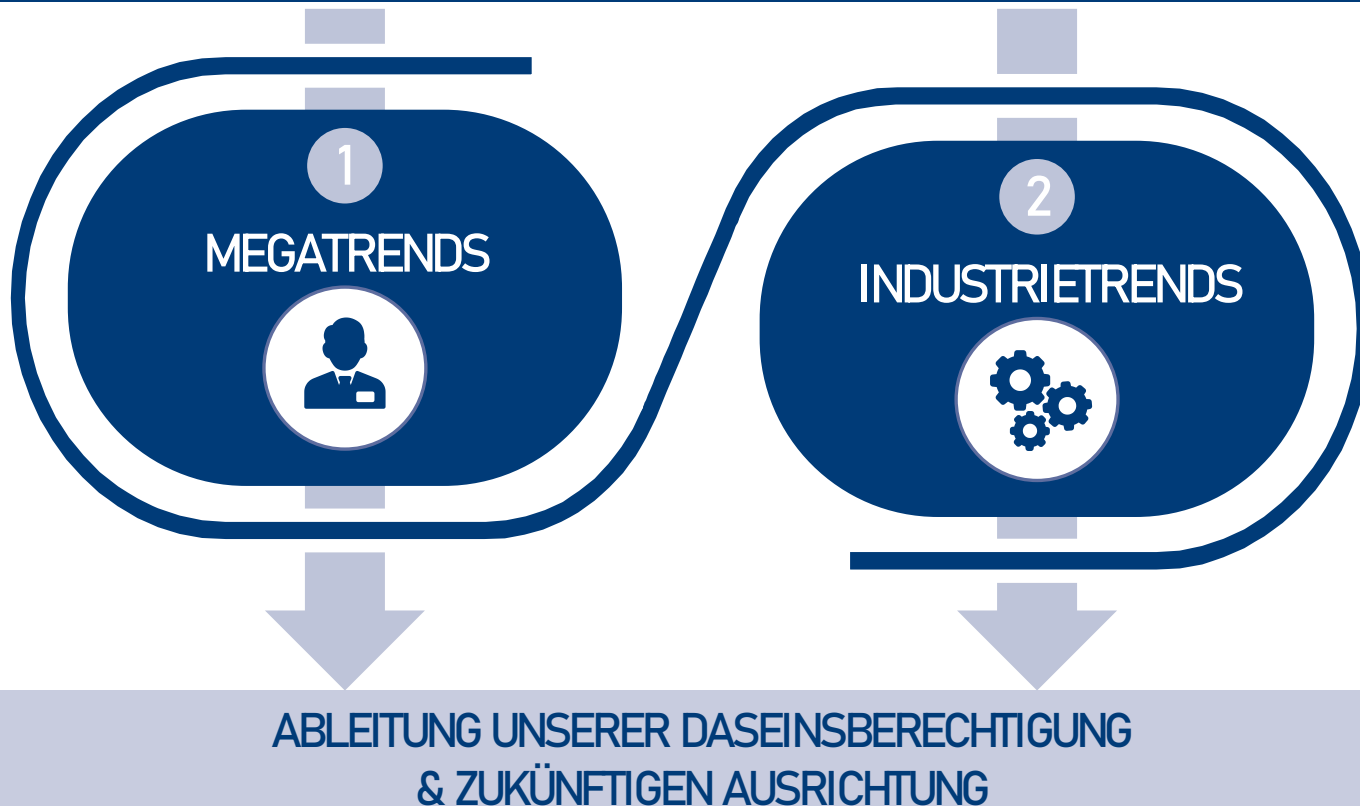 1
MEGATRENDS
2
INDUSTRIETRENDS
ABLEITUNG UNSERER DASEINSBERECHTIGUNG
& ZUKÜNFTIGEN AUSRICHTUNG